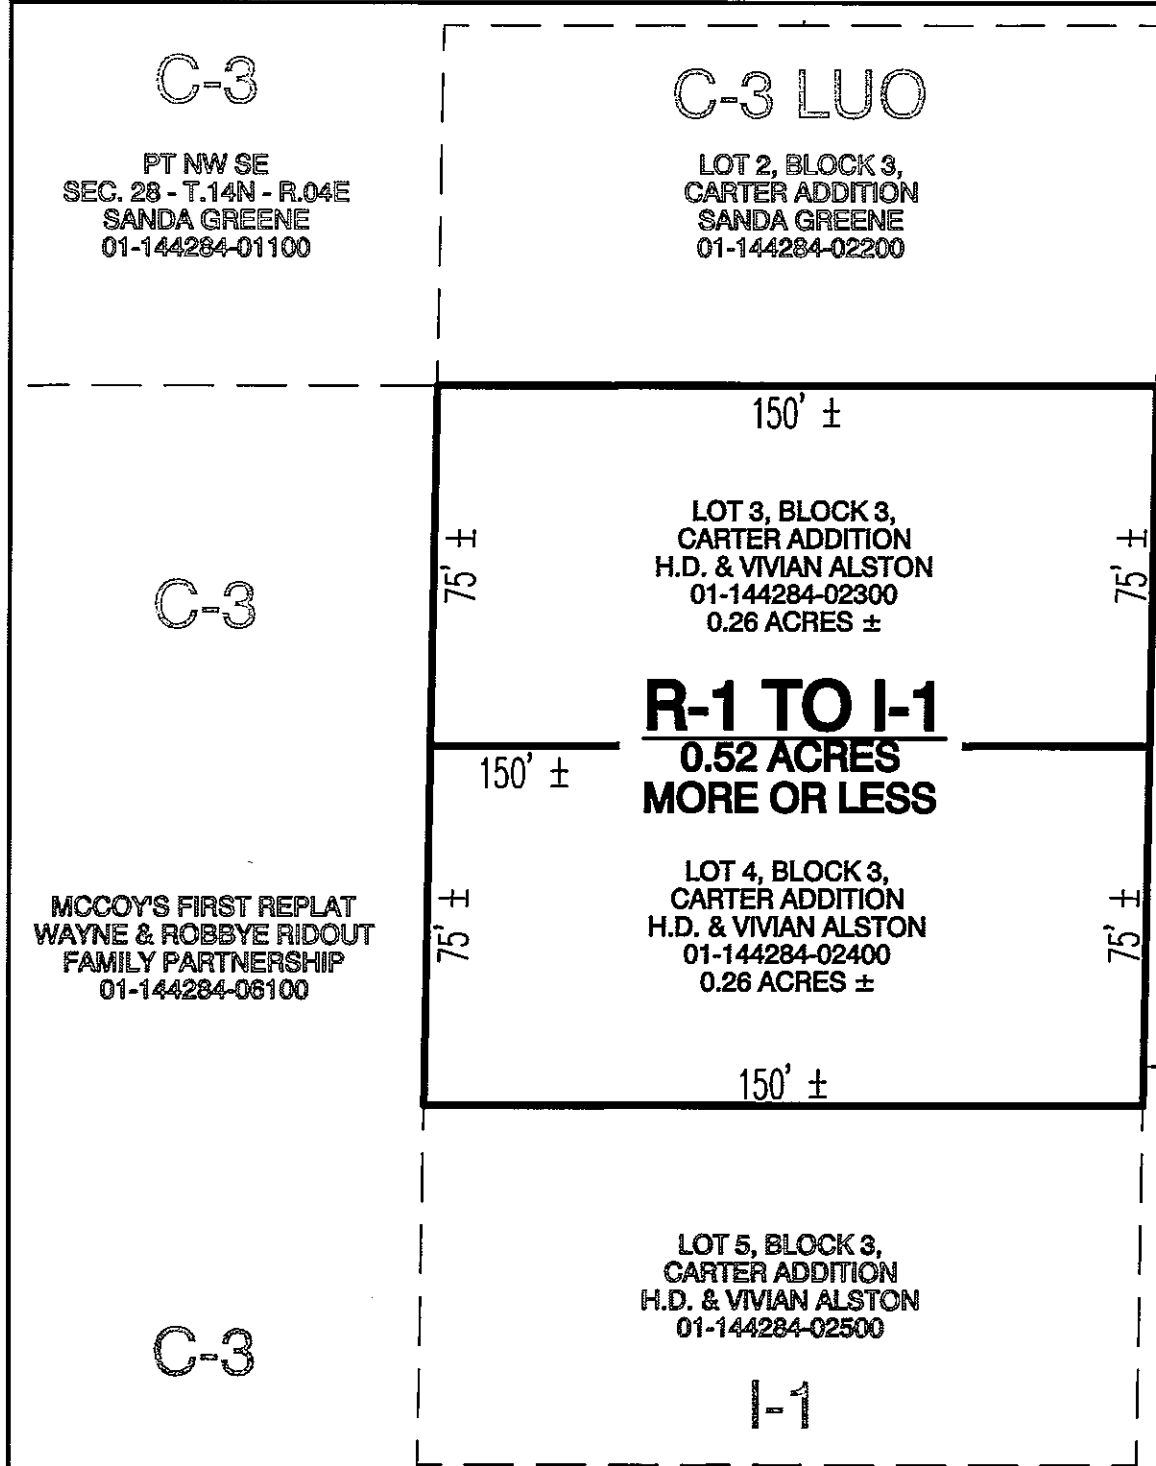 C-3
PT NW SE
SEC. 28 - T.14N - R.04E
SANDA GREENE
01-144284-01100
C-3 LUO
LOT 2, BLOCK 3,
CARTER ADDITION
SANDA GREENE
01-144284-02200
150' ±
75' ±
LOT 3, BLOCK 3,
CARTER ADDITION
H.D. & VIVIAN ALSTON
01-144284-02300
0.26 ACRES ±
75' ±
C-3
R-1 TO I-1
0.52 ACRES
MORE OR LESS
150' ±
MCCOY'S FIRST REPLAT
WAYNE & ROBBYE RIDOUT
FAMILY PARTNERSHIP
01-144284-06100
75' ±
LOT 4, BLOCK 3,
CARTER ADDITION
H.D. & VIVIAN ALSTON
01-144284-02400
0.26 ACRES ±
75' ±
150' ±
LOT 5, BLOCK 3,
CARTER ADDITION
H.D. & VIVIAN ALSTON
01-144284-02500
C-3
I-1